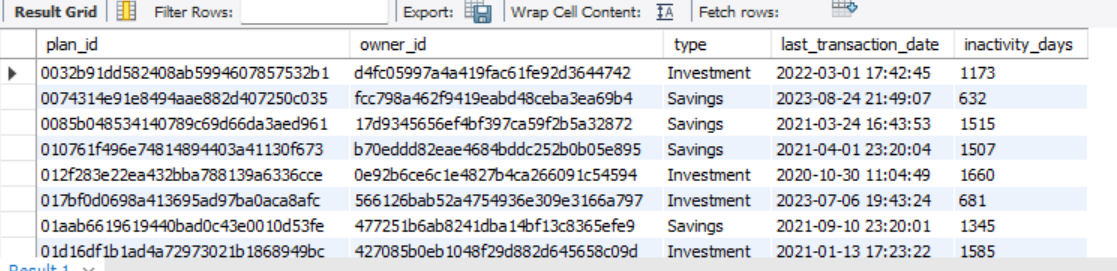 Result Grid Filter Rows: Export: Wrap Cell Content: IA Fetch rows:
plan_id owner_id type last_transaction_date inactivity_days
0032b91dd582408ab5994607857532b1 d4fc05997a4a419fac61fe92d3644742 Investment 2022-03-01 17:42:45 1173
0074314e91e8494aae882d407250c035 fcc798a462f9419eabd48ceba3ea69b4 Savings 2023-08-24 21:49:07 632
0085b048534140789c69d66da3aed961 17d9345656ef4bf397ca59f2b5a32872 Savings 2021-03-24 16:43:53 1515
010761f496e74814894403a41130f673 b70eddd82eae4684bddc252b0b05e895 Savings 2021-04-01 23:20:04 1507
012f283e22ea432bba788139a6336cce 0e92b6ce6c1e4827b4ca266091c54594 Investment 2020-10-30 11:04:49 1660
017bf0d0698a413695ad97ba0aca8afc 566126bab52a4754936e309e3166a797 Investment 2023-07-06 19:43:24 681
01aab6619619440bad0c43e0010d53fe 477251b6ab8241dba14bf13c8365efe9 Savings 2021-09-10 23:20:01 1345
01d16df1b1ad4a72973021b1868949bc 427085b0eb1048f29d882d645658c09d Investment 2021-01-13 17:23:22 1585
Result 1